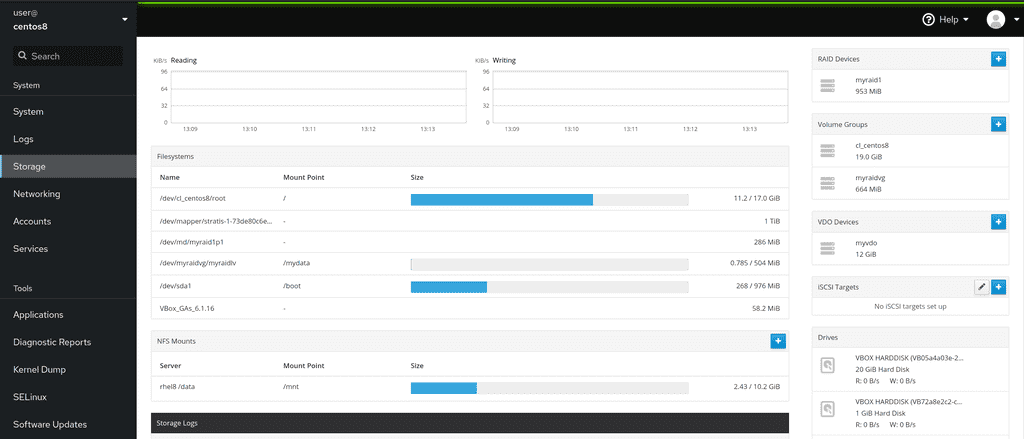 user@
centos8
Search
System
System
Logs
Storage
Networking
Accounts
Services
Tools
Applications
Diagnostic Reports
Kernel Dump
SELinux
Software Updates
Help
KiB/s Reading
96
64
32
0
13:09 13:10 13:11 13:12 13:13
KiB/s Writing
96
64
32
0
13:09 13:10 13:11 13:12 13:13
Filesystems
Name Mount Point Size
/dev/cl_centos8/root / 11.2 / 17.0 GiB
/dev/mapper/stratis-1-73de80c6e... - 1 TiB
/dev/md/myraid1p1 - 286 MiB
/dev/myraidvg/myraidlv /mydata 0.785 / 504 MiB
/dev/sda1 /boot 268 / 976 MiB
VBox_GAs_6.1.16 - 58.2 MiB
NFS Mounts
Server Mount Point Size
rhel8 /data /mnt 2.43 / 10.2 GiB
Storage Logs
RAID Devices
myraid1
953 MiB
Volume Groups
cl_centos8
19.0 GiB
myraidvg
664 MiB
VDO Devices
myvdo
12 GiB
iSCSI Targets
No iSCSI targets set up
Drives
VBOX HARDDISK (VB05a4a03e-2...
20 GiB Hard Disk
R: 0 B/s W: 0 B/s
VBOX HARDDISK (VB72a8e2c2-c...
1 GiB Hard Disk
R: 0 B/s W: 0 B/s